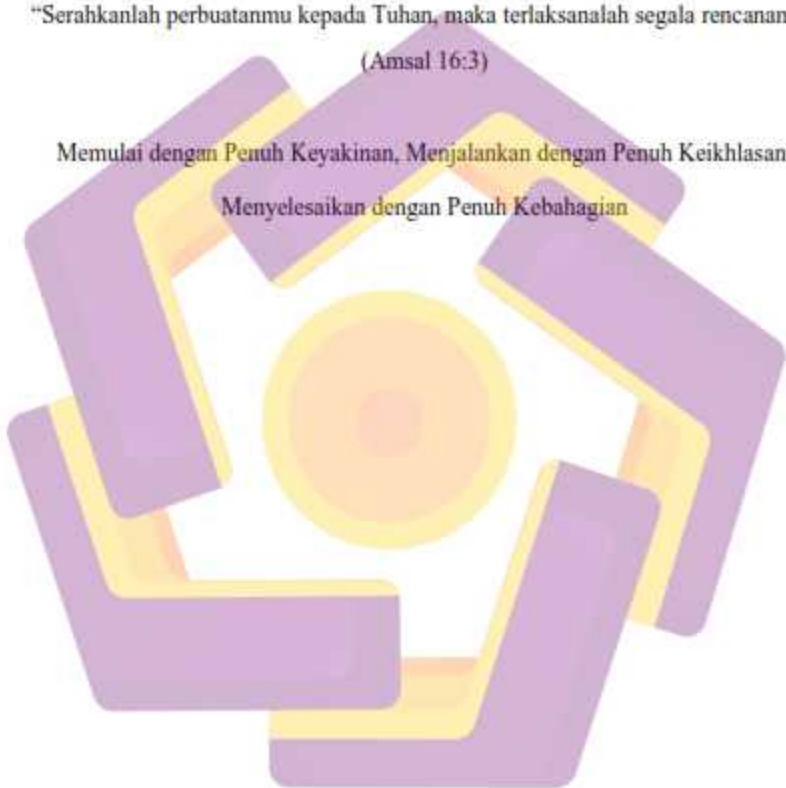 “Serahkanlah perbuatanmu kepada Tuhan, maka terlaksanalah segala rencanan
(Amsal 16:3)
Memulai dengan Penuh Keyakinan, Menjalankan dengan Penuh Keikhlasan
Menyelesaikan dengan Penuh Kebahagian